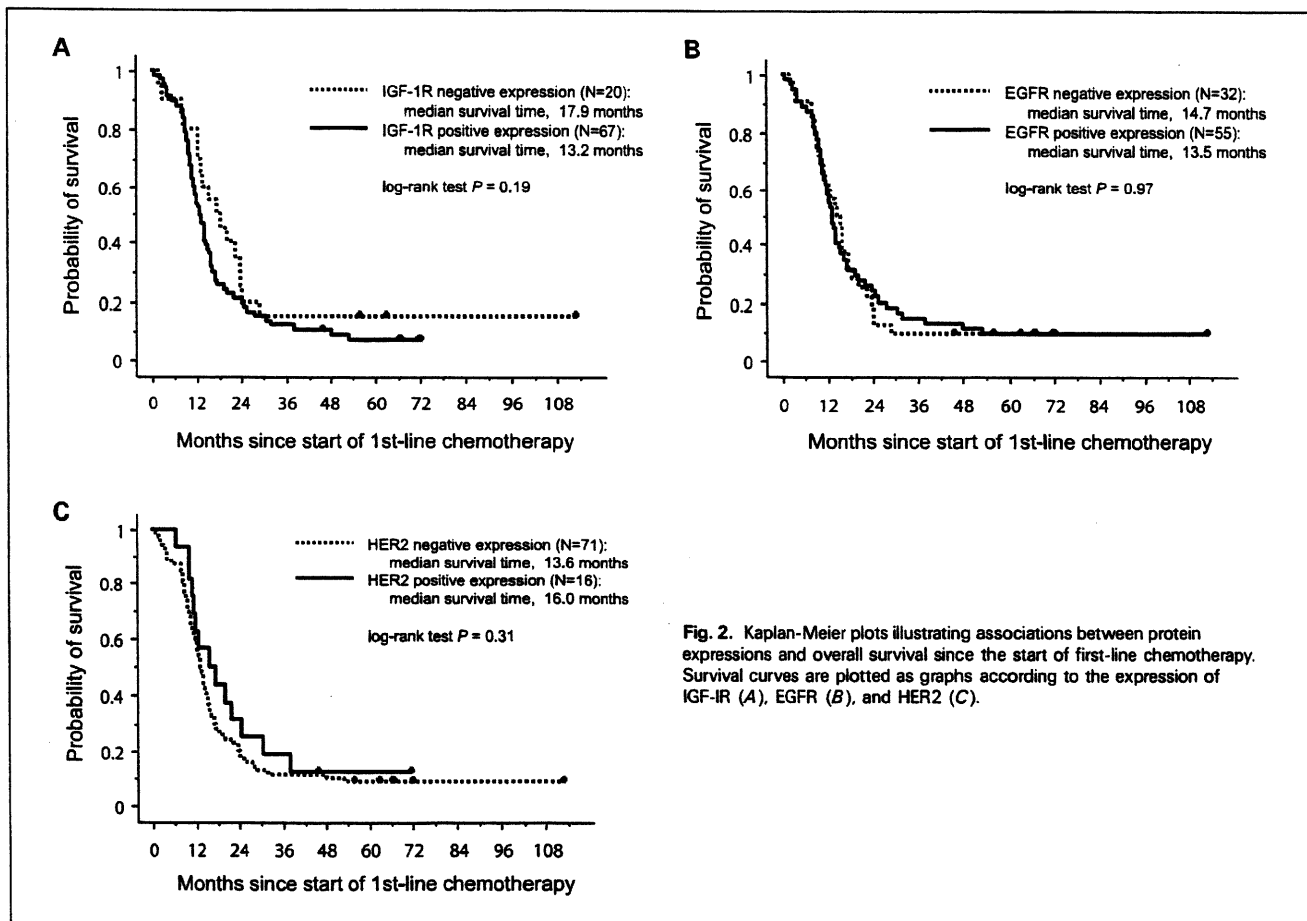 A
1
0.8
0.6
0.4
0.2
0
Probability of survival
IGF-1R negative expression (N=20):
median survival time, 17.9 months
IGF-1R positive expression (N=67):
median survival time, 13.2 months
log-rank test P = 0.19
0 12 24 36 48 60 72 84 96 108
Months since start of 1st-line chemotherapy
B
1
0.8
0.6
0.4
0.2
0
Probability of survival
EGFR negative expression (N=32):
median survival time, 14.7 months
EGFR positive expression (N=55):
median survival time, 13.5 months
log-rank test P = 0.97
0 12 24 36 48 60 72 84 96 108
Months since start of 1st-line chemotherapy
C
1
0.8
0.6
0.4
0.2
0
Probability of survival
HER2 negative expression (N=71):
median survival time, 13.6 months
HER2 positive expression (N=16):
median survival time, 16.0 months
log-rank test P = 0.31
0 12 24 36 48 60 72 84 96 108
Months since start of 1st-line chemotherapy
Fig. 2. Kaplan-Meier plots illustrating associations between protein
expressions and overall survival since the start of first-line chemotherapy.
Survival curves are plotted as graphs according to the expression of
IGF-IR (A), EGFR (B), and HER2 (C).